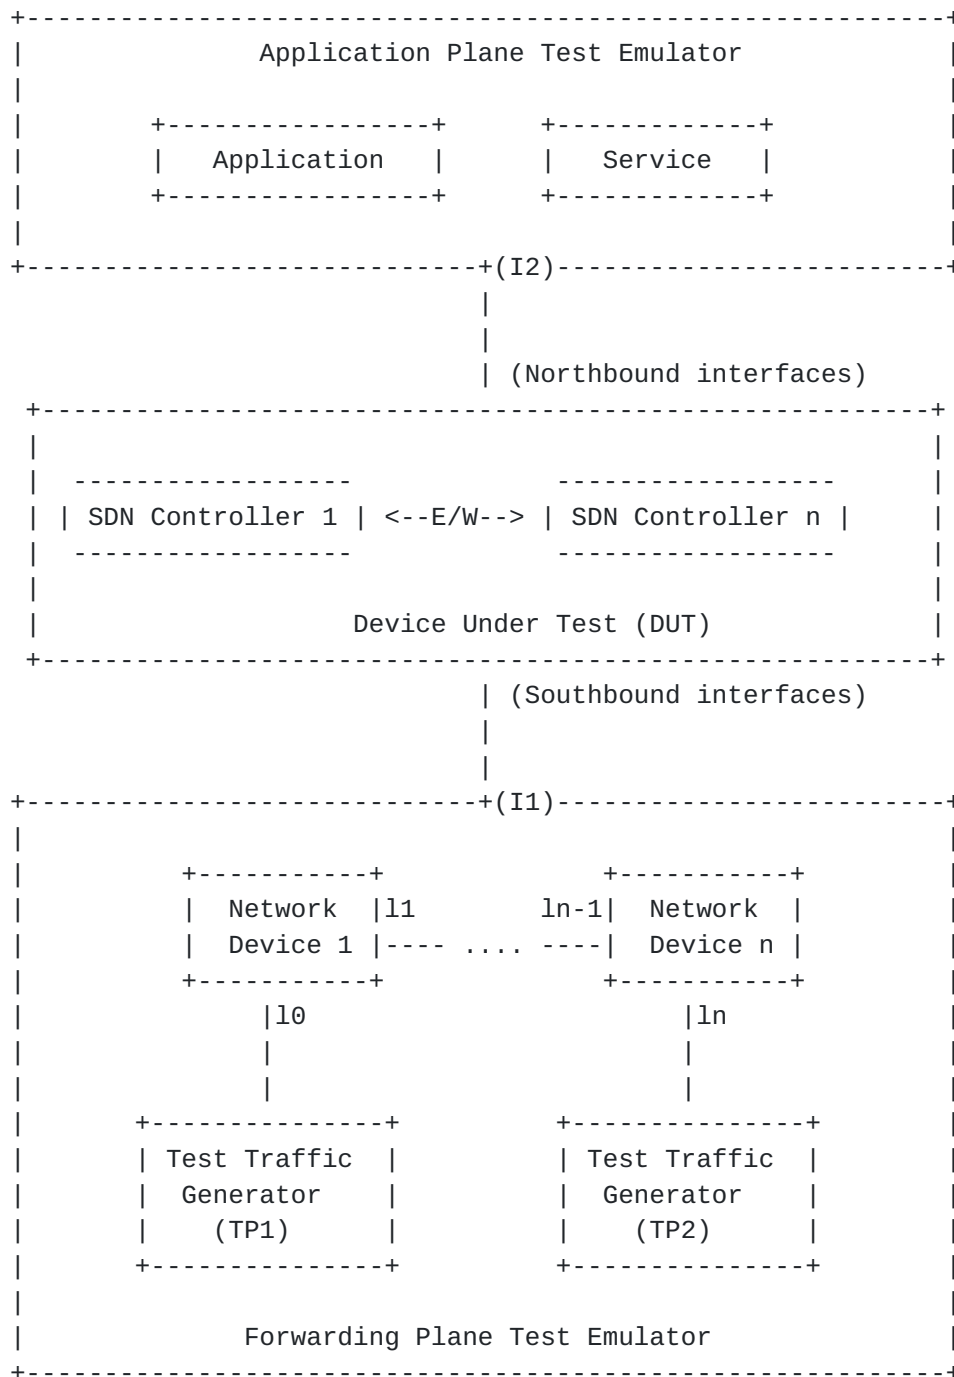 +-----------------------------------------------------------+
|               Application Plane Test Emulator             |
|                                                           |
|        +-----------------+      +-------------+           |
|        |   Application   |      |   Service   |           |
|        +-----------------+      +-------------+           |
|                                                           |
+-----------------------------+(I2)-------------------------+
                              |
                              |
                              | (Northbound interfaces)
 +---------------------------------------------------------+
 |                                                         |
 |  ------------------             ------------------      |
 | | SDN Controller 1 | <--E/W--> | SDN Controller n |     |
 |  ------------------             ------------------      |
 |                                                         |
 |                    Device Under Test (DUT)              |
 +---------------------------------------------------------+
                              | (Southbound interfaces)
                              |
                              |
+-----------------------------+(I1)-------------------------+
|                                                           |
|          +-----------+              +-----------+         |
|          |  Network  |l1        ln-1|  Network  |         |
|          |  Device 1 |---- .... ----|  Device n |         |
|          +-----------+              +-----------+         |
|               |l0                        |ln              |
|               |                          |                |
|               |                          |                |
|       +---------------+          +---------------+        |
|       | Test Traffic  |          | Test Traffic  |        |
|       |  Generator    |          |  Generator    |        |
|       |    (TP1)      |          |    (TP2)      |        |
|       +---------------+          +---------------+        |
|                                                           |
|              Forwarding Plane Test Emulator               |
+-----------------------------------------------------------+